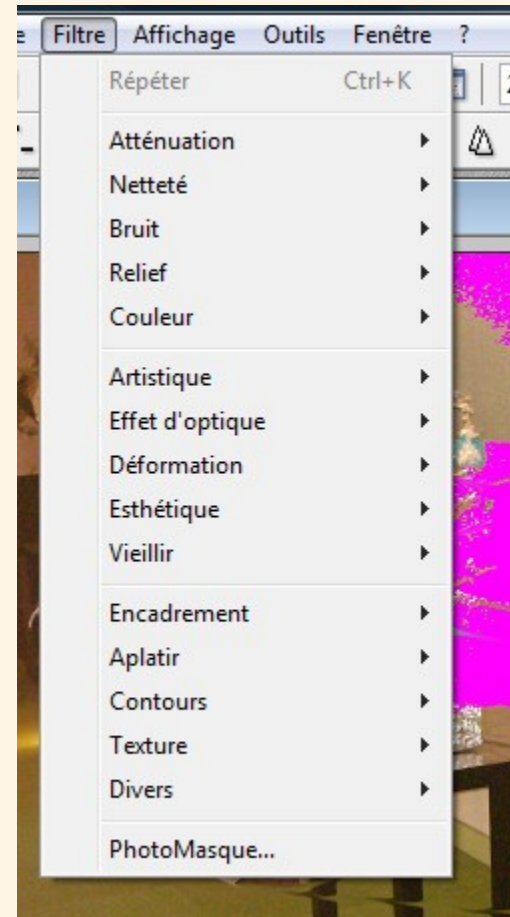 Filtre Affichage Outils Fenêtre ?
Répéter Ctrl+K
Atténuation
Netteté
Bruit
Relief
Couleur
Artistique
Effet d'optique
Déformation
Esthétique
Vieillir
Encadrement
Aplatir
Contours
Texture
Divers
PhotoMasque...